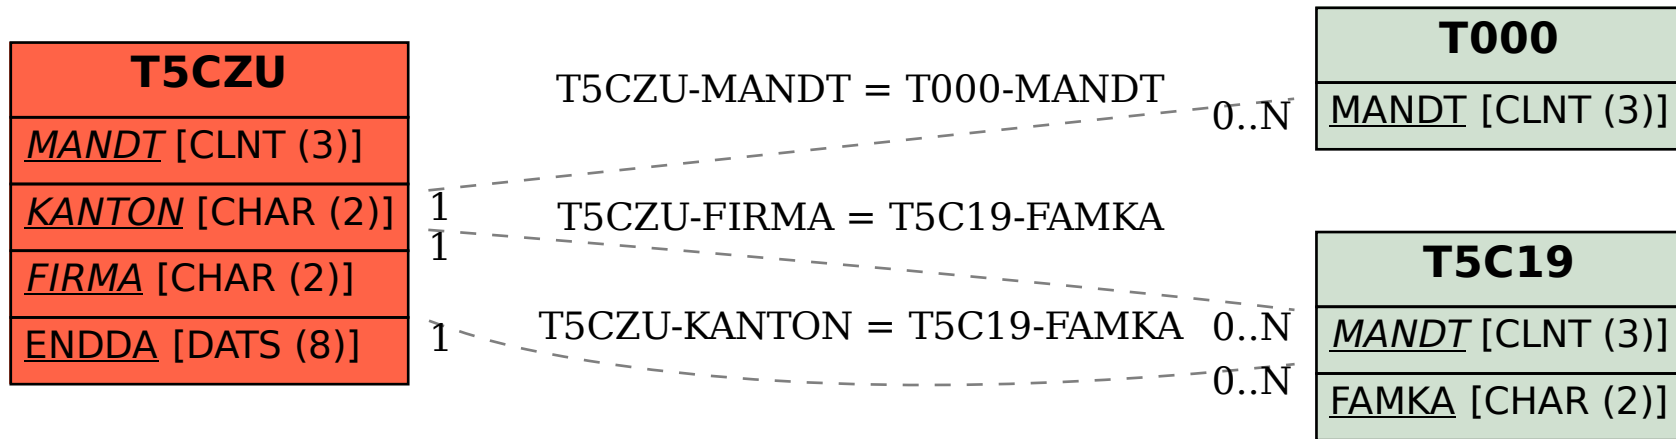 T5CZU
MANDT [CLNT (3)]
KANTON [CHAR (2)]
FIRMA [CHAR (2)]
ENDDA [DATS (8)]
T5CZU-MANDT = T000-MANDT
0..N
1
T5CZU-FIRMA = T5C19-FAMKA
1
T5CZU-KANTON = T5C19-FAMKA
0..N
1
0..N
T000
MANDT [CLNT (3)]
T5C19
MANDT [CLNT (3)]
FAMKA [CHAR (2)]